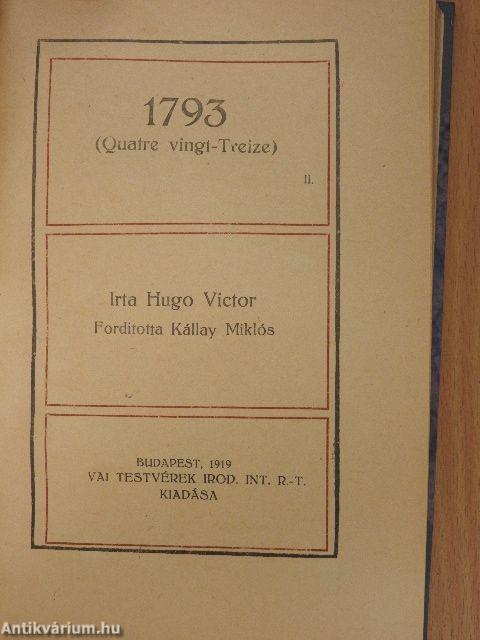 1793
(Quatre vingt-Treize)
II.
Irta Hugo Victor
Forditotta Kállay Miklós
BUDAPEST, 1919
VAI TESTVÉREK IROD. INT. R.-T.
KIADÁSA
Antikvárium.hu